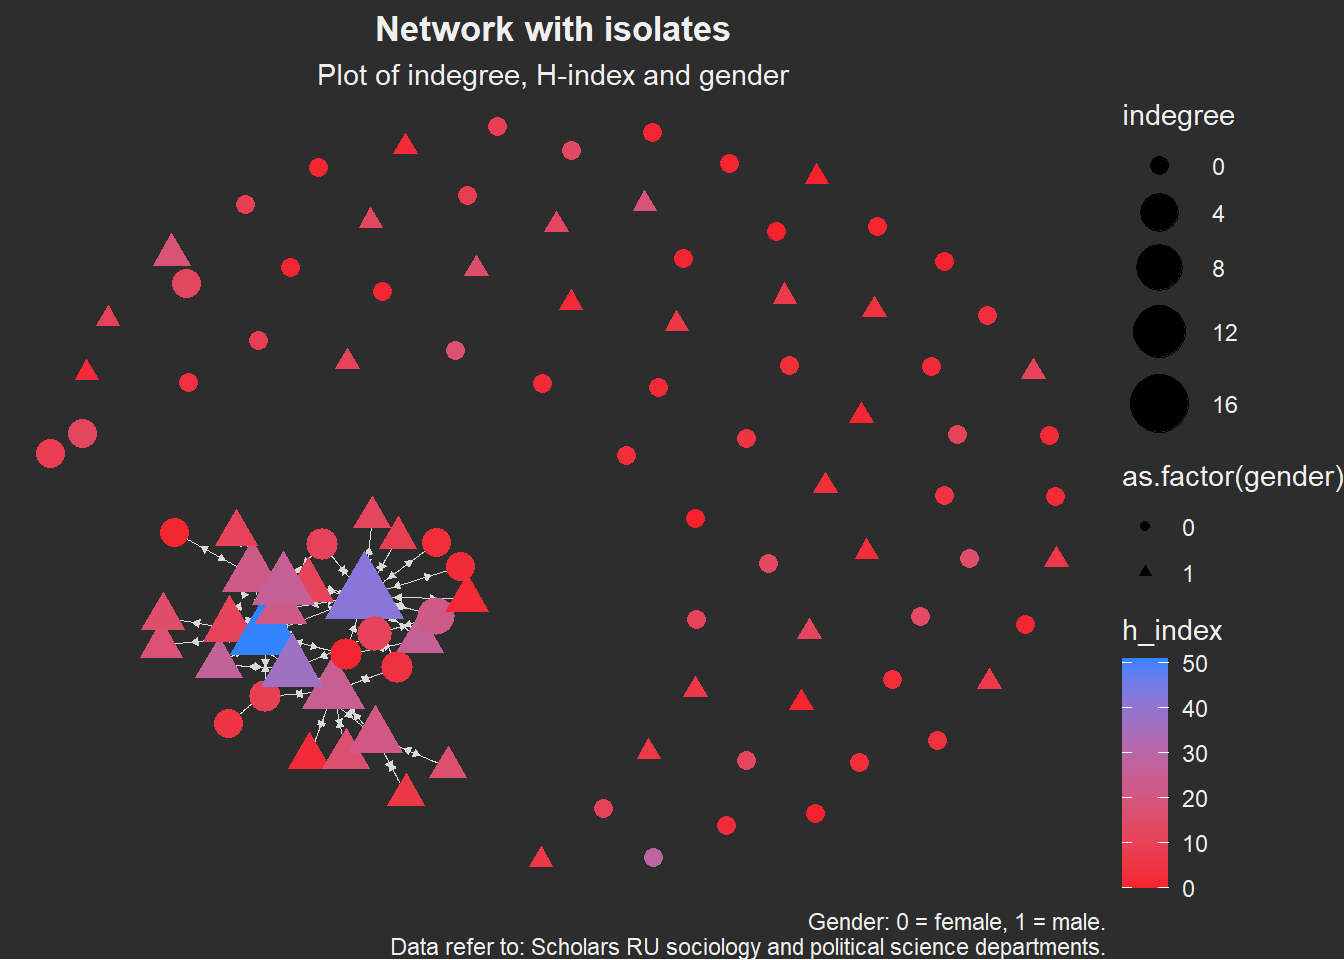 Network with isolates
Plot of indegree, H-index and gender
indegree
0
4
8
12
16
as.factor(gender)
0
1
h_index
50
40
30
20
10
0
Gender: 0 = female, 1 = male.
Data refer to: Scholars RU sociology and political science departments.